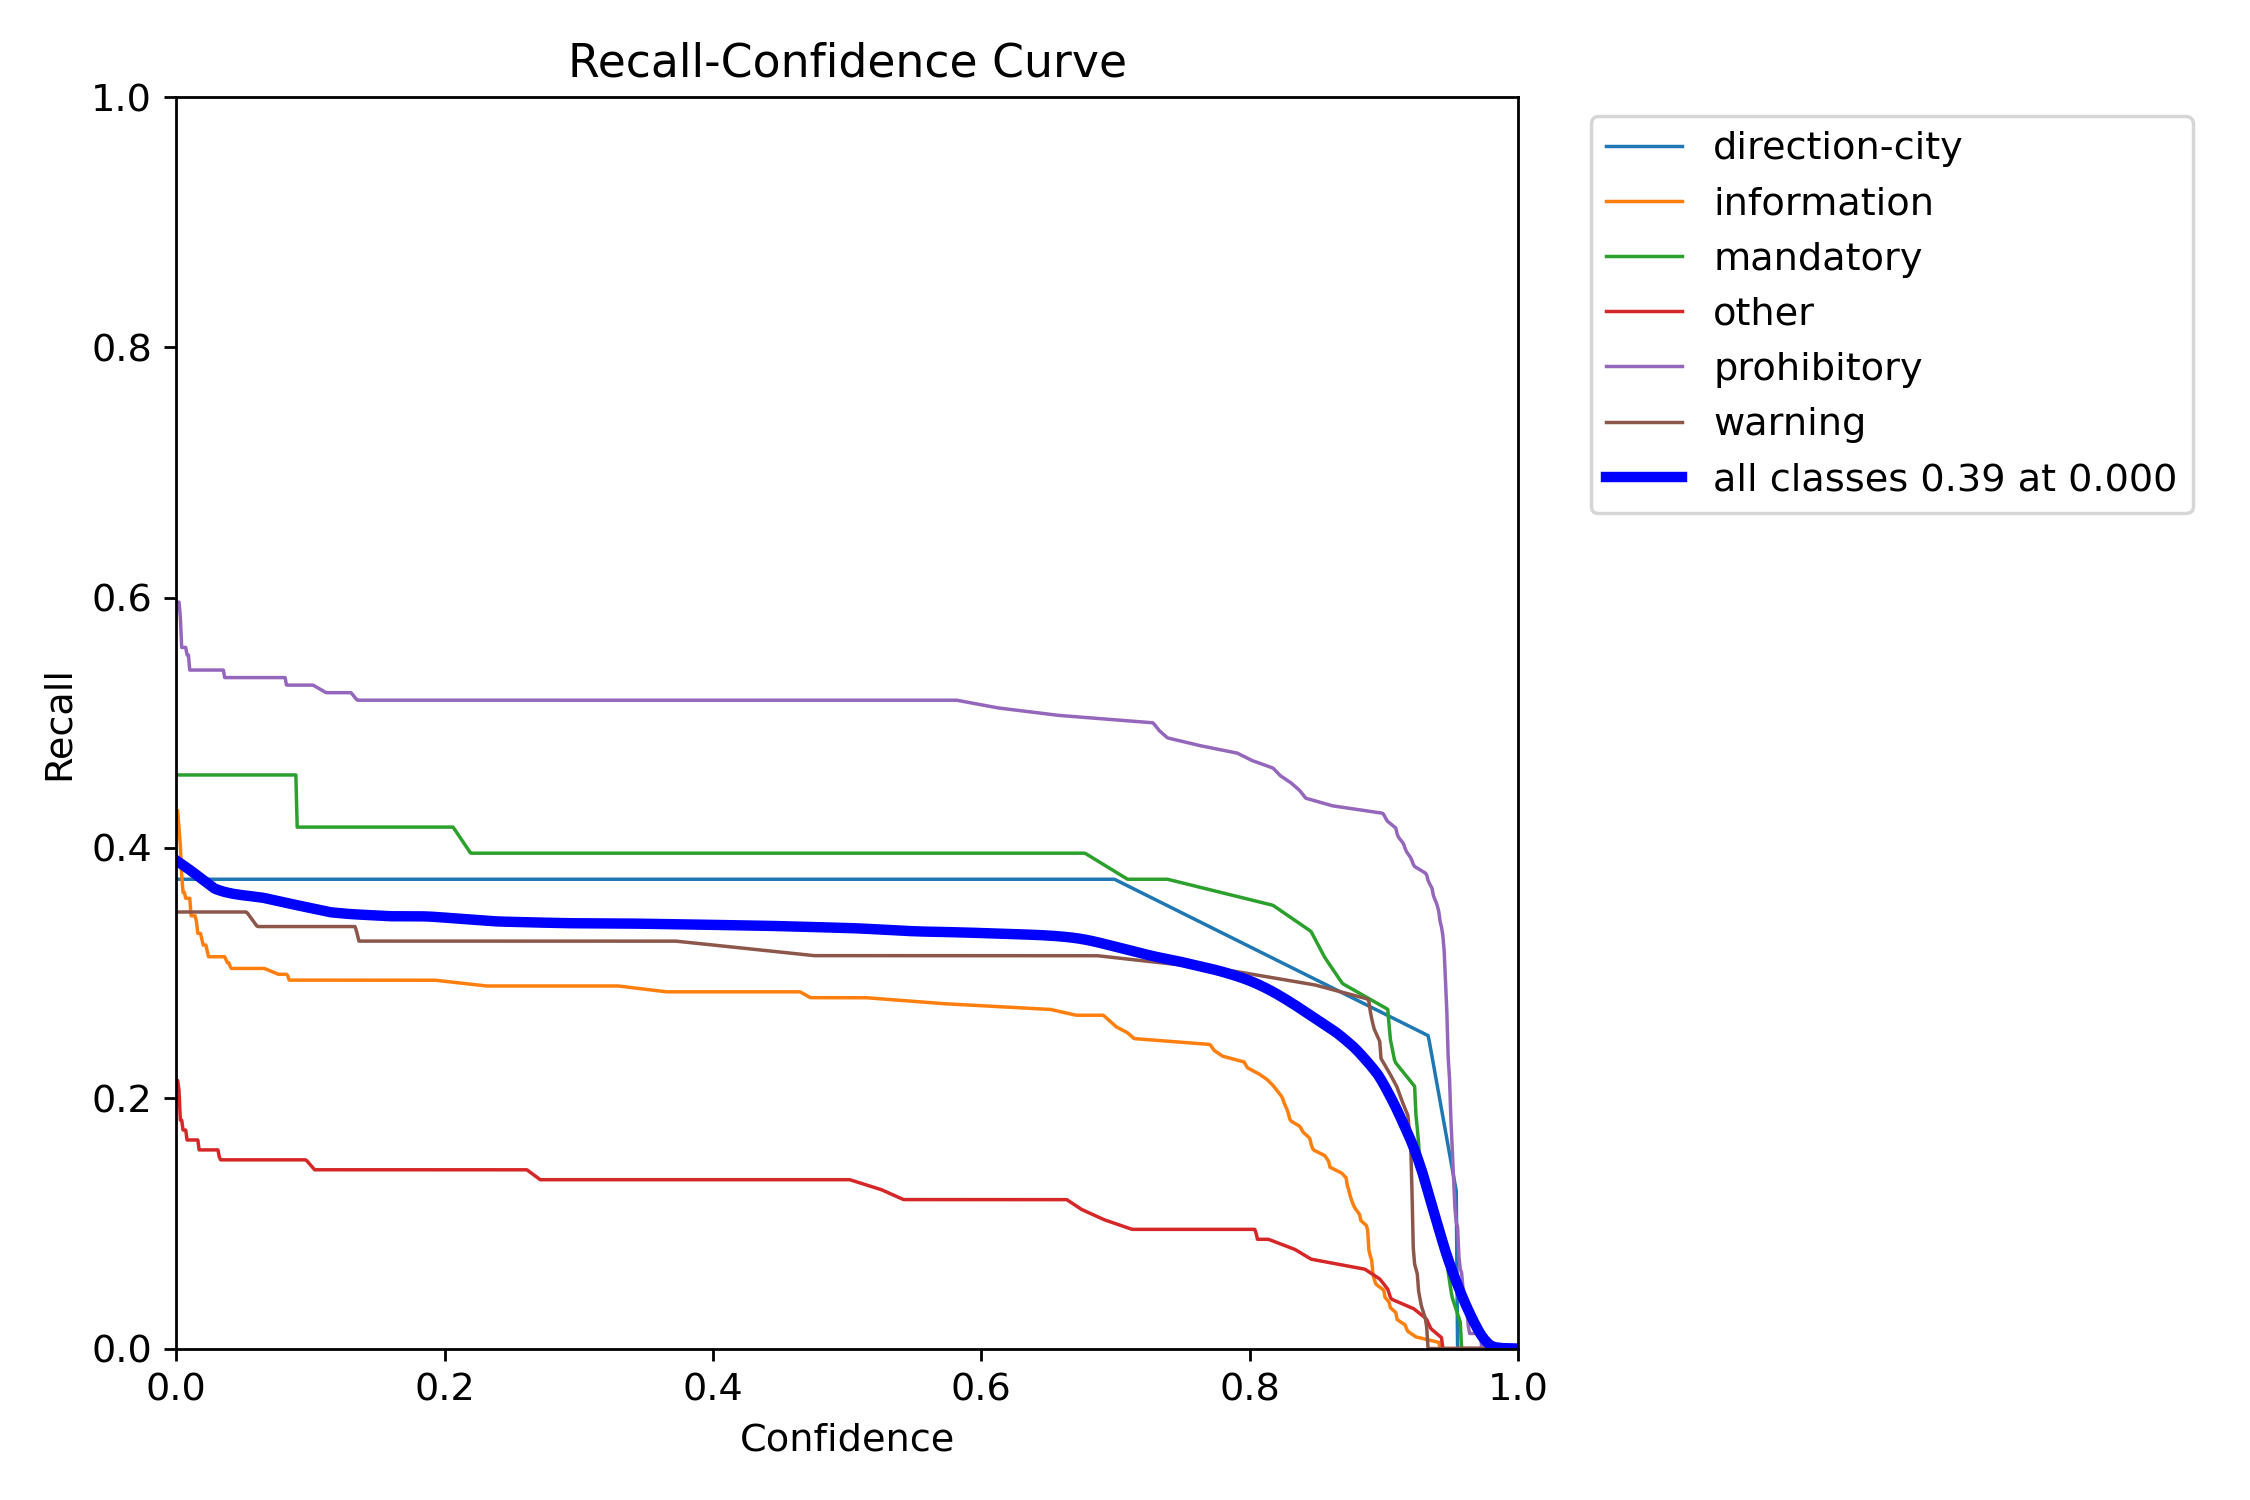 Recall-Confidence Curve
1.0
0.8
0.6
0.4
0.2
0.0
Recall
0.0 0.2 0.4 0.6 0.8 1.0
Confidence
direction-city
information
mandatory
other
prohibitory
warning
all classes 0.39 at 0.000